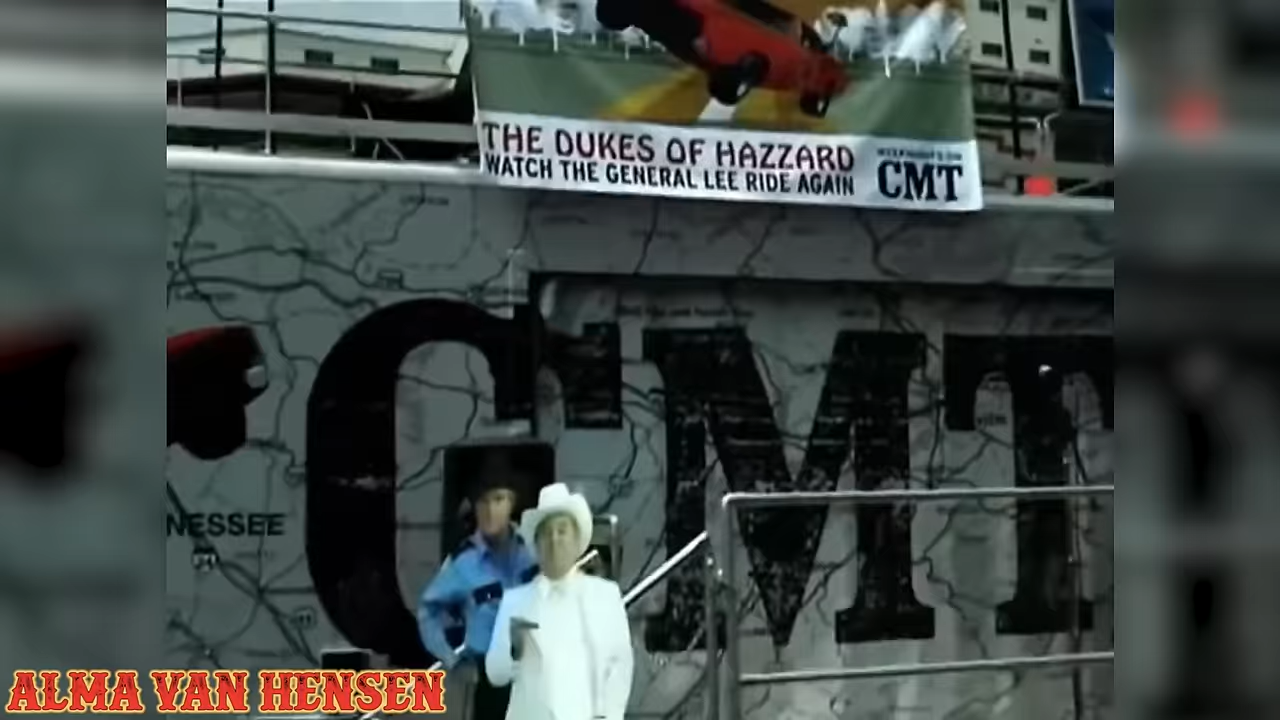 THE DUKES OF HAZZARD
WATCH THE GENERAL LEE RIDE AGAIN
CMT
CMT
NESSEE
ALMA VAN HENSEN